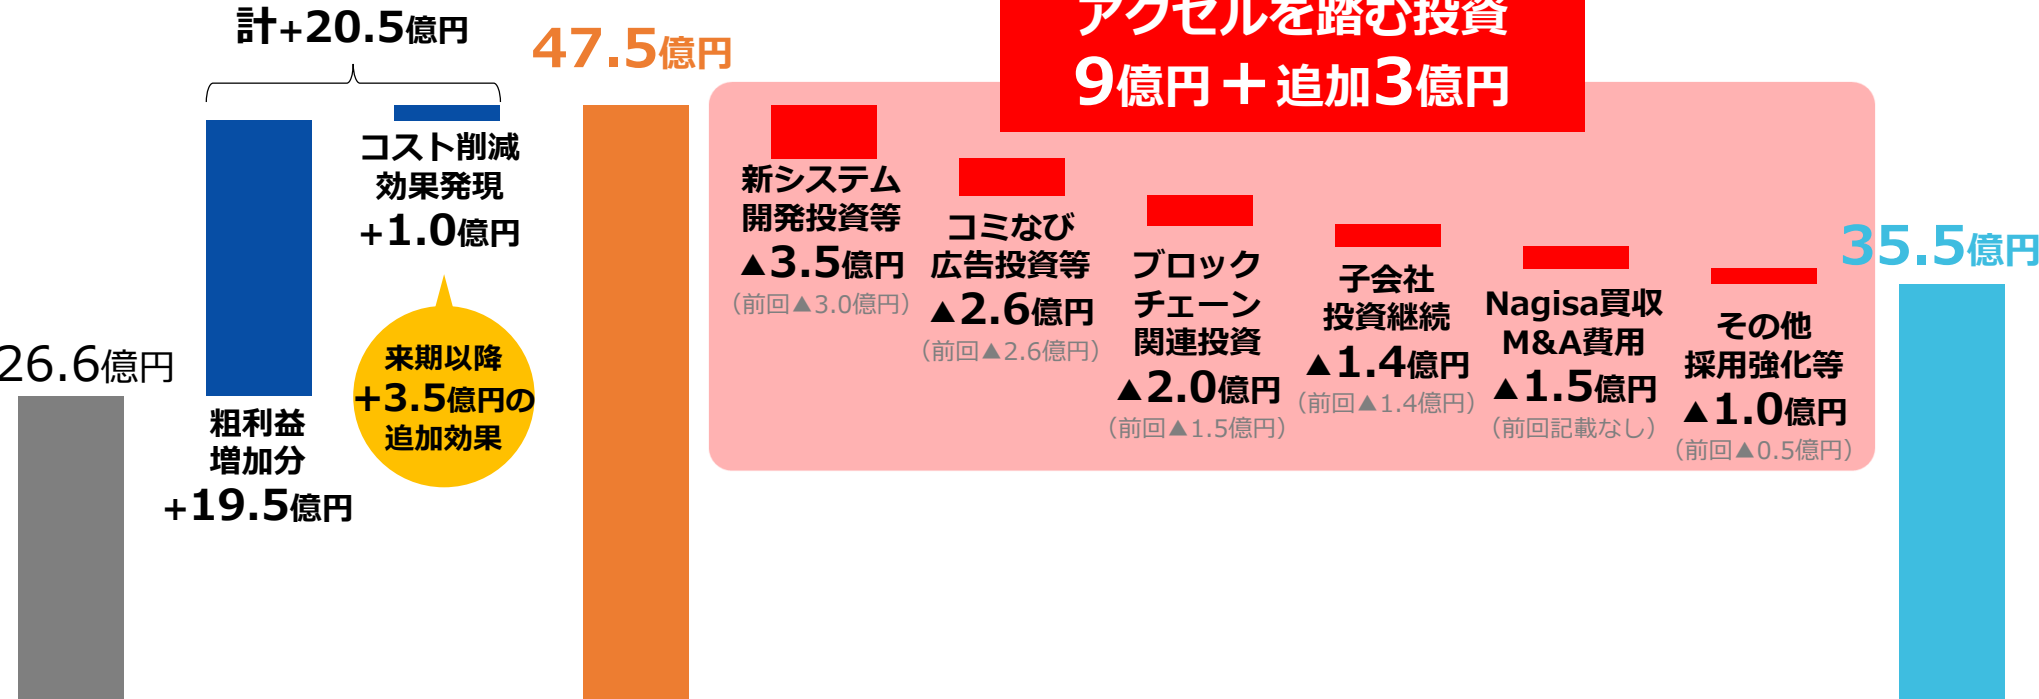 計+20.5億円
47.5億円
アクセルを踏む投資
9億円＋追加3億円
コスト削減
効果発現
+1.0億円
来期以降
+3.5億円の
追加効果
26.6億円
粗利益
増加分
+19.5億円
新システム
開発投資等
▲3.5億円
（前回▲3.0億円）
コミなび
広告投資等
▲2.6億円
（前回▲2.6億円）
ブロック
チェーン
関連投資
▲2.0億円
（前回▲1.5億円）
子会社
投資継続
▲1.4億円
（前回▲1.4億円）
Nagisa買収
M&A費用
▲1.5億円
（前回記載なし）
その他
採用強化等
▲1.0億円
（前回▲0.5億円）
35.5億円